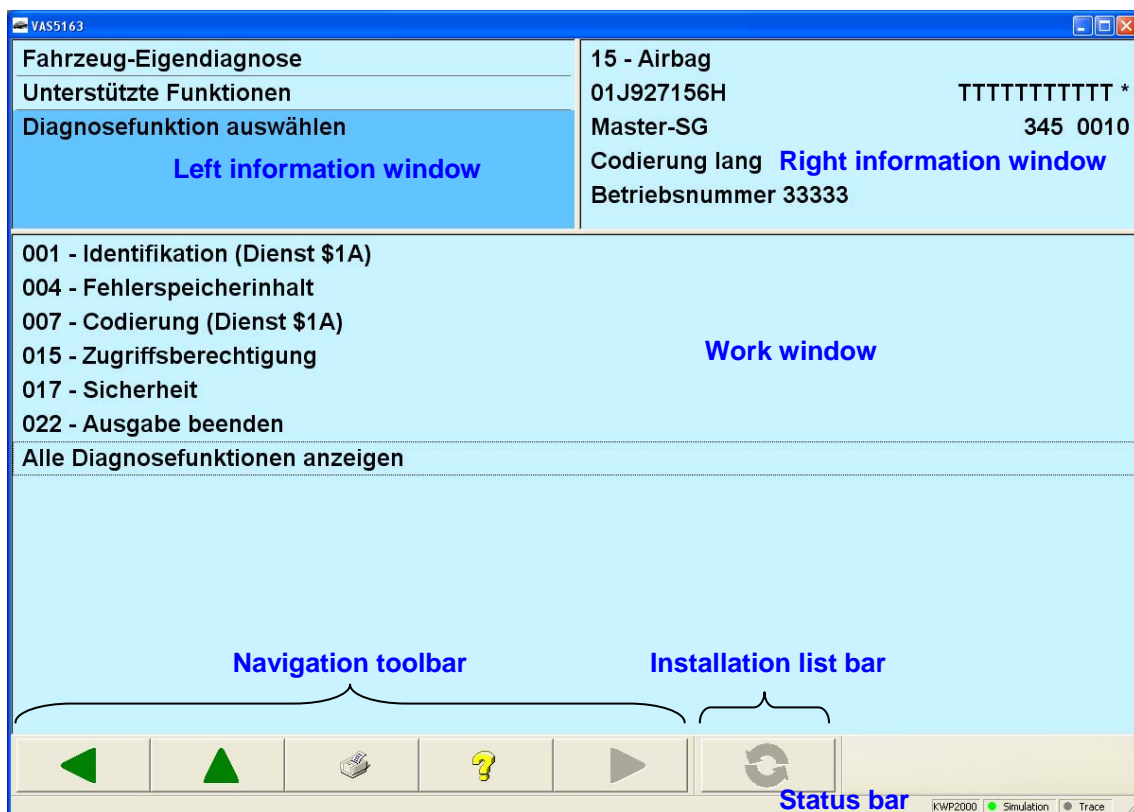 VAS5163
Fahrzeug-Eigendiagnose
Unterstützte Funktionen
Diagnosefunktion auswählen
Left information window
15 - Airbag
01J927156H TTTTTTTTTTT *
Master-SG 345 0010
Codierung lang Right information window
Betriebsnummer 33333
001 - Identifikation (Dienst $1A)
004 - Fehlerspeicherinhalt
007 - Codierung (Dienst $1A)
015 - Zugriffsberechtigung
017 - Sicherheit
022 - Ausgabe beenden
Alle Diagnosefunktionen anzeigen
Work window
Navigation toolbar Installation list bar
Status bar KWP2000 Simulation Trace